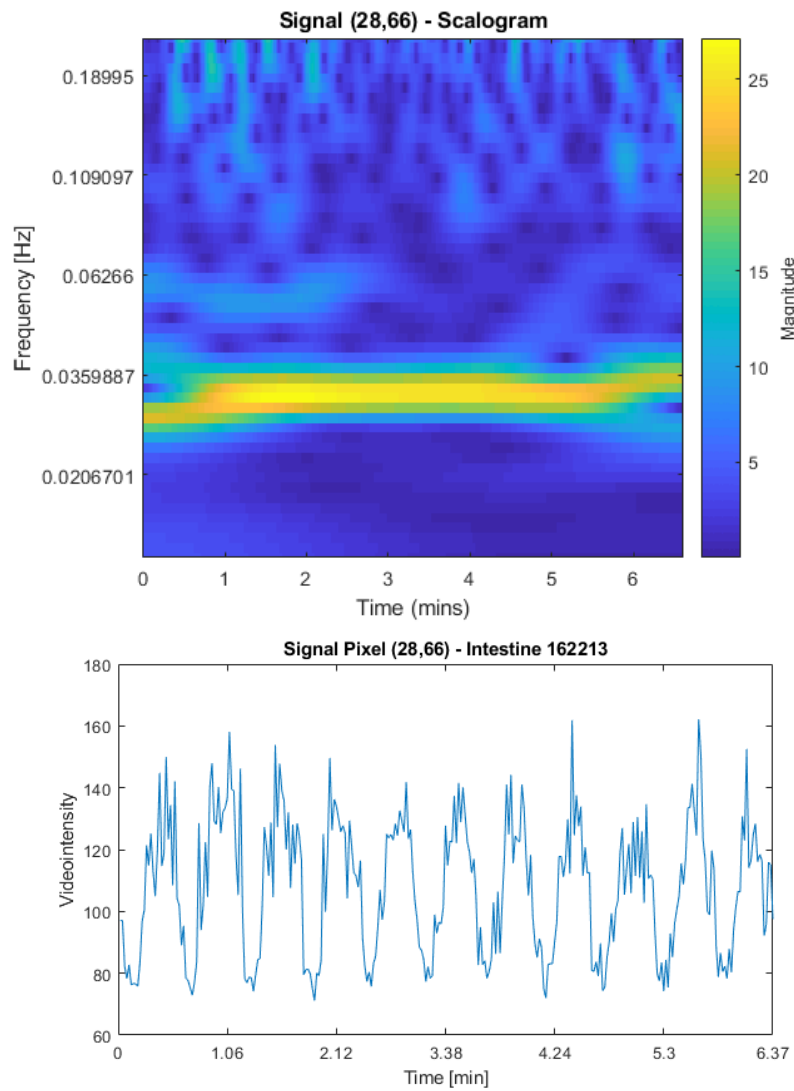 Signal (28,66) - Scalogram
Frequency [Hz]
0.18995
0.109097
0.06266
0.0359887
0.0206701
0 1 2 3 4 5 6
Time (mins)
25
20
15
10
5
Magnitude
Signal Pixel (28,66) - Intestine 162213
Videointensity
180
160
140
120
100
80
60
0 1.06 2.12 3.38 4.24 5.3 6.37
Time [min]